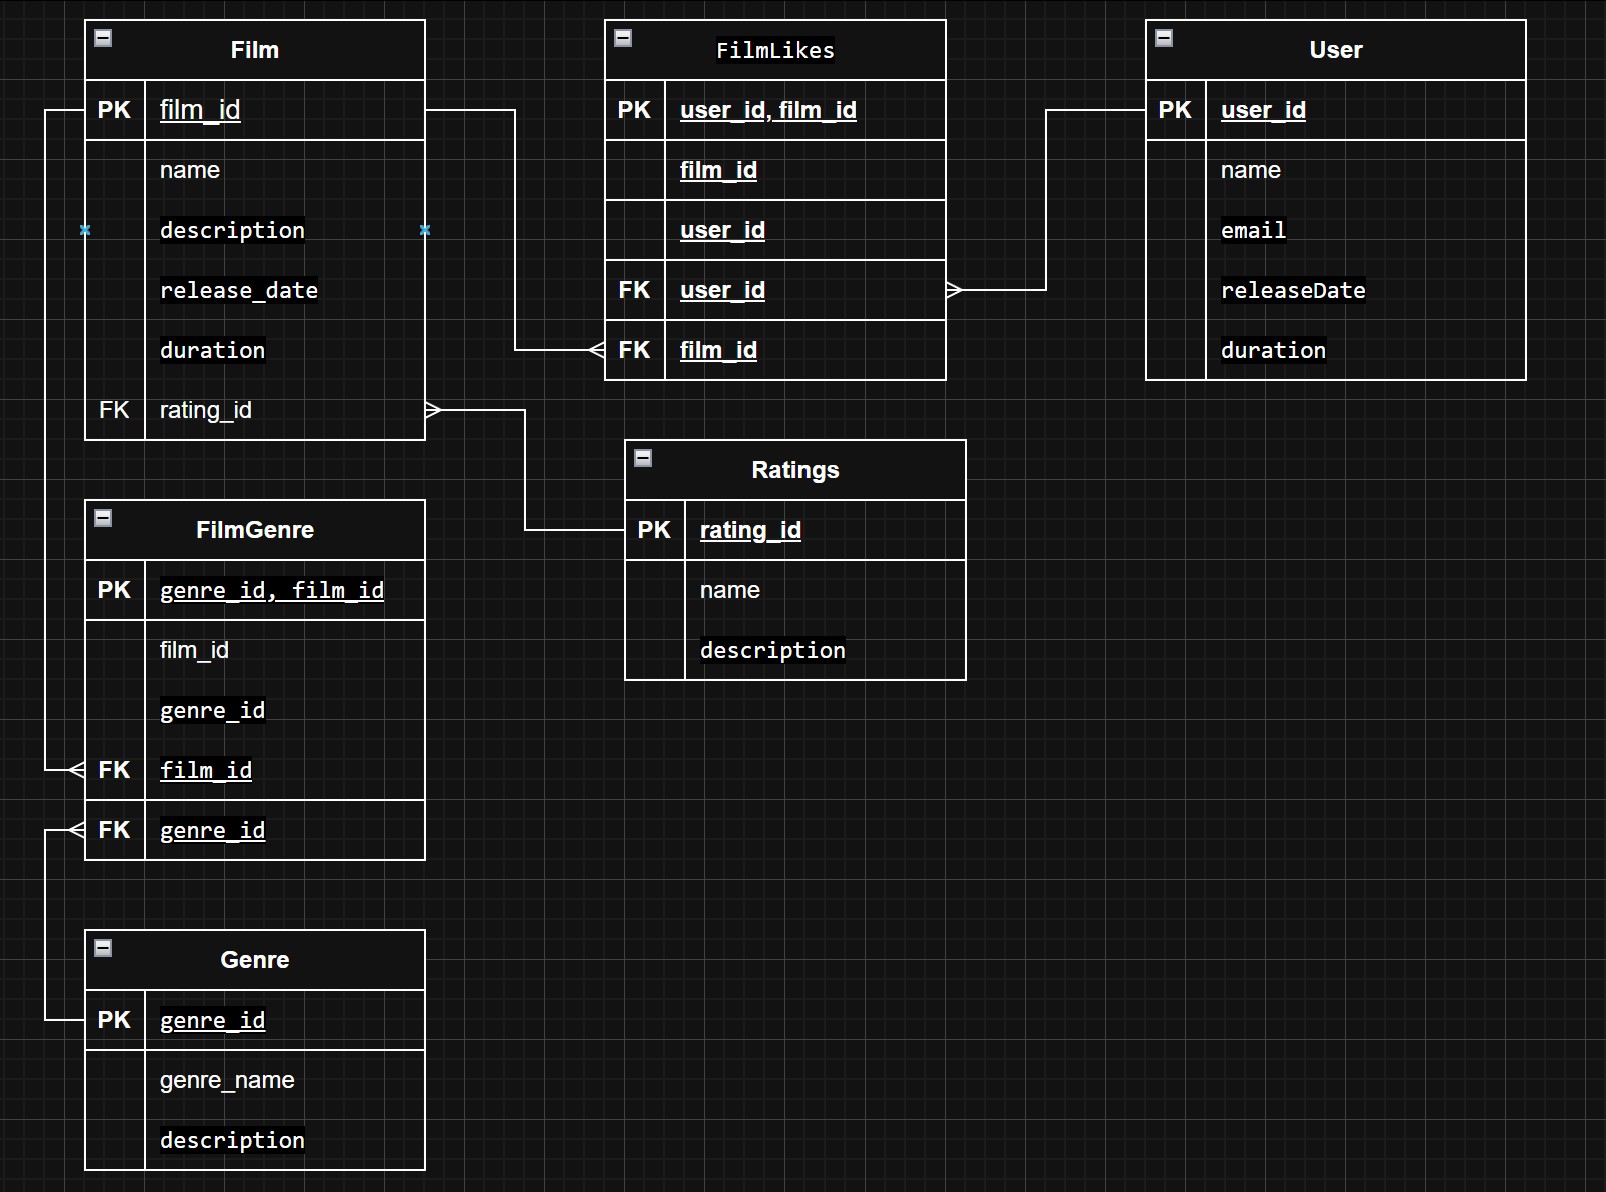 Film
PK film_id
name
description
release_date
duration
FK rating_id
FilmLikes
PK user_id, film_id
film_id
user_id
FK user_id
FK film_id
User
PK user_id
name
email
releaseDate
duration
Ratings
PK rating_id
name
description
FilmGenre
PK genre_id, film_id
film_id
genre_id
FK film_id
FK genre_id
Genre
PK genre_id
genre_name
description